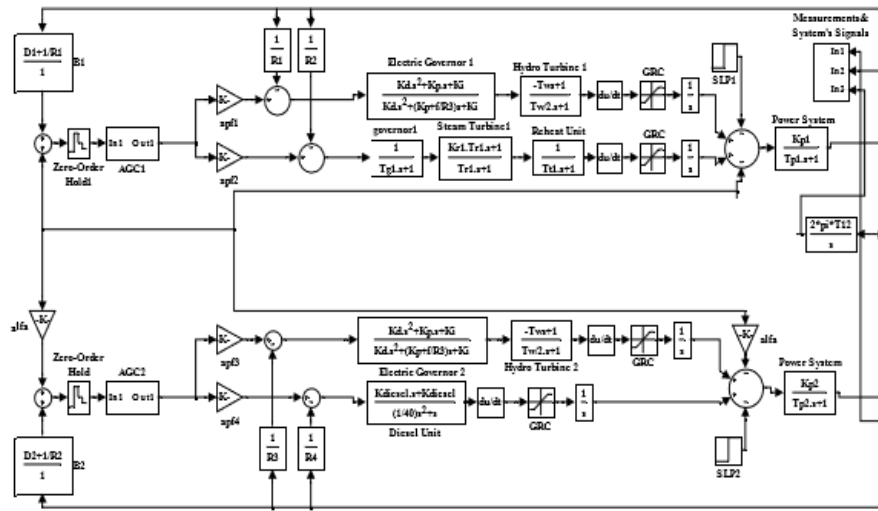 Measurements&
System's Signals
In1
In2
In3
D1+1/R1
1
B1
1
R1
1
R2
Electric Governor 1
Kd.s²+Kp.s+Ki
Kd.s²+(Kp+f/R3)s+Ki
Hydro Turbine 1
-Tws+1
Tw/2.s+1
du/dt
GRC
1
s
SLP1
K-
apf1
In1 Out1
Zero-Order
Hold1
AGC1
K-
apf2
governor1
1
Tg1.s+1
Steam Turbine1
Kr1.Tr1.s+1
Tr1.s+1
Reheat Unit
1
Tt1.s+1
du/dt
GRC
1
s
Power System
Kp1
Tp1.s+1
2*pi*T12
s
-K-
alfa
Zero-Order
Hold
AGC2
In1 Out1
K-
apf3
Kd.s²+Kp.s+Ki
Kd.s²+(Kp+f/R3)s+Ki
Electric Governor 2
-Tws+1
Tw/2.s+1
Hydro Turbine 2
du/dt
GRC
1
s
-K-
alfa
K-
apf4
Kdiesel.s+Kdiesel
(1/40)s²+s
Diesel Unit
du/dt
GRC
1
s
Power System
Kp2
Tp2.s+1
1
R3
1
R4
SLP2
D2+1/R2
1
B2